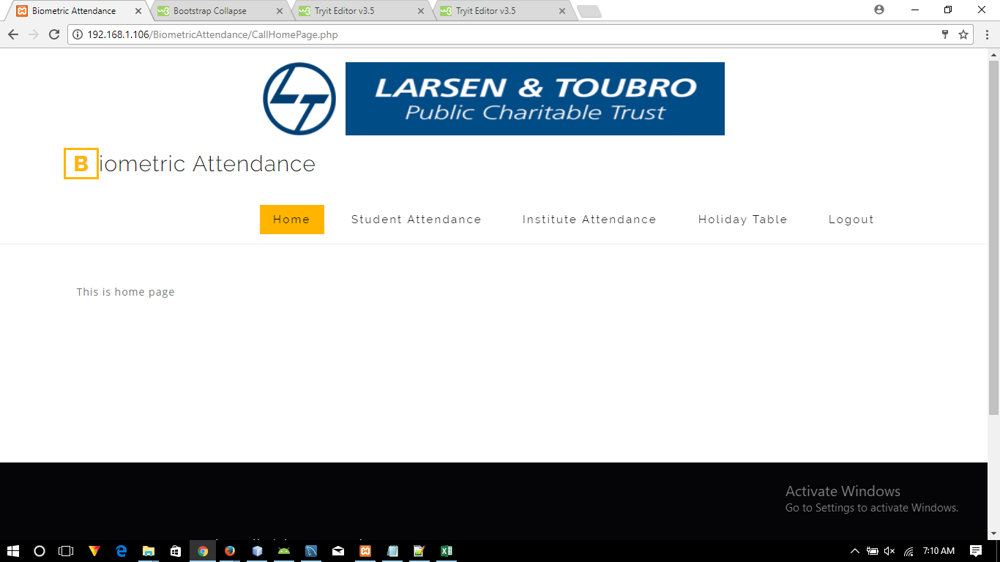 Biometric Attendance
Bootstrap Collapse
Tryit Editor v3.5
Tryit Editor v3.5
192.168.1.106/BiometricAttendance/CallHomePage.php
LT
LARSEN & TOUBRO
Public Charitable Trust
Biometric Attendance
Home Student Attendance Institute Attendance Holiday Table Logout
This is home page
Activate Windows
Go to Settings to activate Windows.
7:10 AM